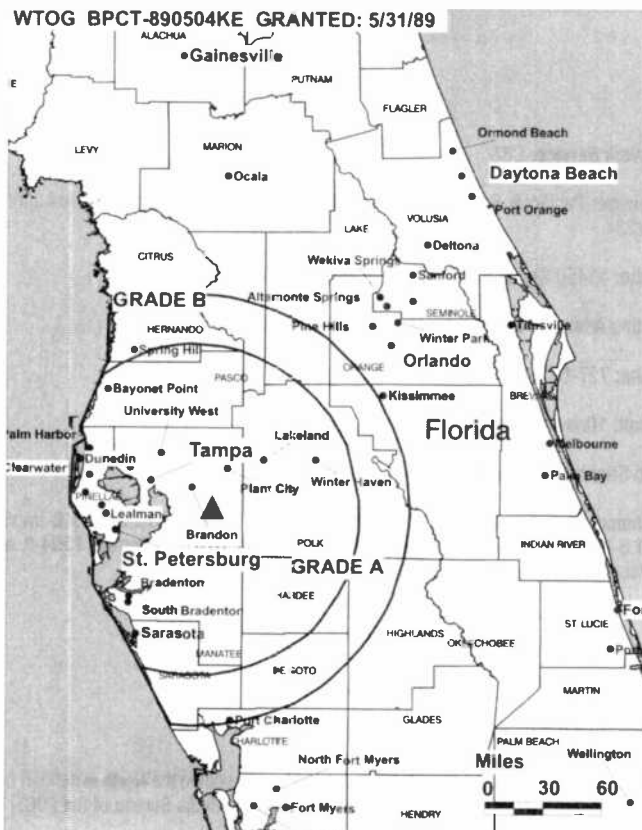 WTOG BPCT-890504KE GRANTED: 5/31/89
ALACHUA
Gainesville
PUTNAM
FLAGLER
LEVY
MARION
Ocala
Ormond Beach
Daytona Beach
Port Orange
VOLUSIA
LAKE
Deltona
CITRUS
Wekiva Springs
Sanford
GRADE B
Altamonte Springs
SEMINOLE
HERNANDO
Pine Hills
Winter Park
Titusville
Spring Hill
Orlando
PASCO
ORANGE
Bayonet Point
Kissimmee
BREVARD
University West
Florida
Palm Harbor
Tampa
Lakeland
Melbourne
Dunedin
Clearwater
Plant City
Winter Haven
Palm Bay
PINELLAS
Lealman
Brandon
POLK
INDIAN RIVER
St. Petersburg
GRADE A
Bradenton
HARDEE
South Bradenton
ST LUCIE
Sarasota
HIGHLANDS
OKEECHOBEE
MANATEE
SARASOTA
DE SOTO
MARTIN
Port Charlotte
GLADES
CHARLOTTE
PALM BEACH
North Fort Myers
Wellington
Miles
0 30 60 90
Fort Myers
HENDRY